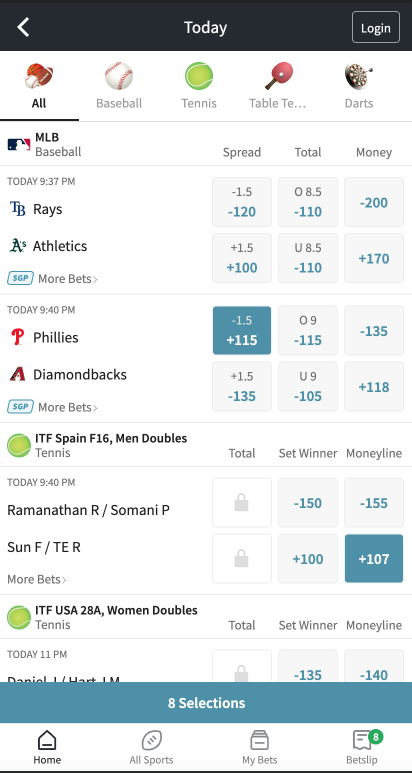 Today
Login
All Baseball Tennis Table Te... Darts
MLB
Baseball Spread Total Money
TODAY 9:37 PM
TB Rays -1.5 -120 O 8.5 -110 -200
A's Athletics +1.5 +100 U 8.5 -110 +170
SGP More Bets>
TODAY 9:40 PM
P Phillies -1.5 +115 O 9 -115 -135
A Diamondbacks +1.5 -135 U 9 -105 +118
SGP More Bets>
ITF Spain F16, Men Doubles
Tennis Total Set Winner Moneyline
TODAY 9:40 PM
Ramanathan R / Somani P -150 -155
Sun F / TE R +100 +107
More Bets>
ITF USA 28A, Women Doubles
Tennis Total Set Winner Moneyline
TODAY 11 PM
Daniel J / Hart J M -135 -140
8 Selections
8
Home All Sports My Bets Betslip